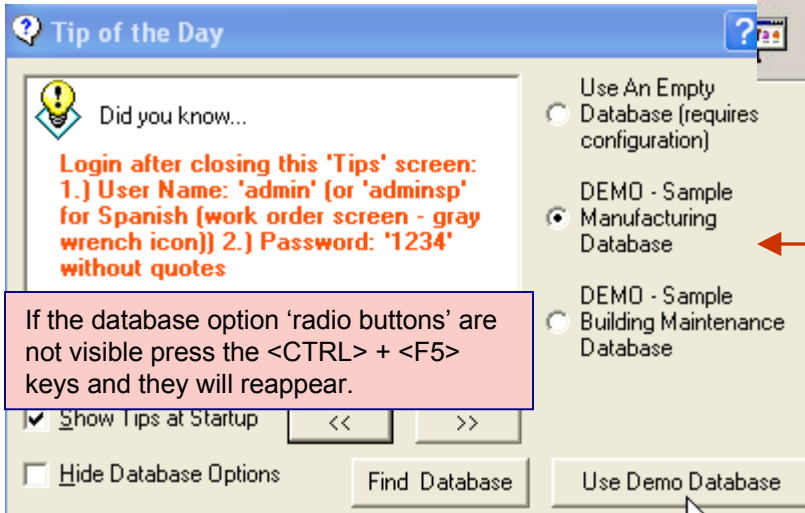 Tip of the Day
Did you know...
Login after closing this 'Tips' screen:
1.) User Name: 'admin' (or 'adminsp'
for Spanish (work order screen - gray
wrench icon)) 2.) Password: '1234'
without quotes
If the database option ‘radio buttons’ are
not visible press the <CTRL> + <F5>
keys and they will reappear.
Use An Empty
Database (requires
configuration)
DEMO - Sample
Manufacturing
Database
DEMO - Sample
Building Maintenance
Database
Show Tips at Startup
<<
>>
Hide Database Options
Find Database
Use Demo Database